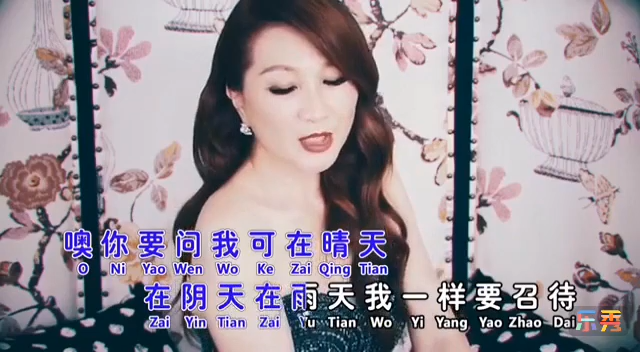 噢你要问我可在晴天
O Ni Yao Wen Wo Ke Zai Qing Tian
在阴天在雨雨天我一样要召待
Zai Yin Tian Zai Yu Tian Wo Yi Yang Yao Zhao Dai
乐秀